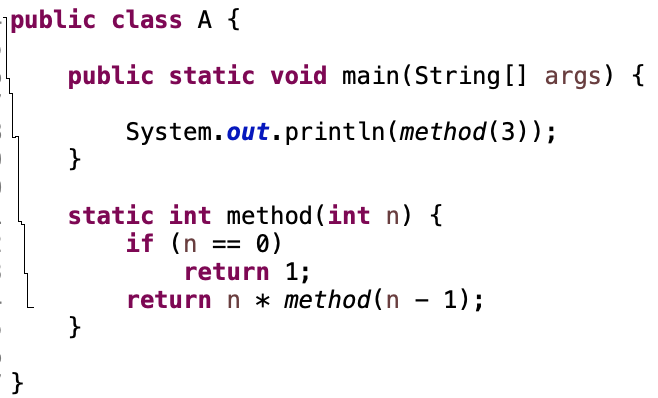 public class A {
public static void main(String[] args) {
System.out.println(method(3));
}
static int method(int n) {
if (n == 0)
return 1;
return n * method(n - 1);
}
}